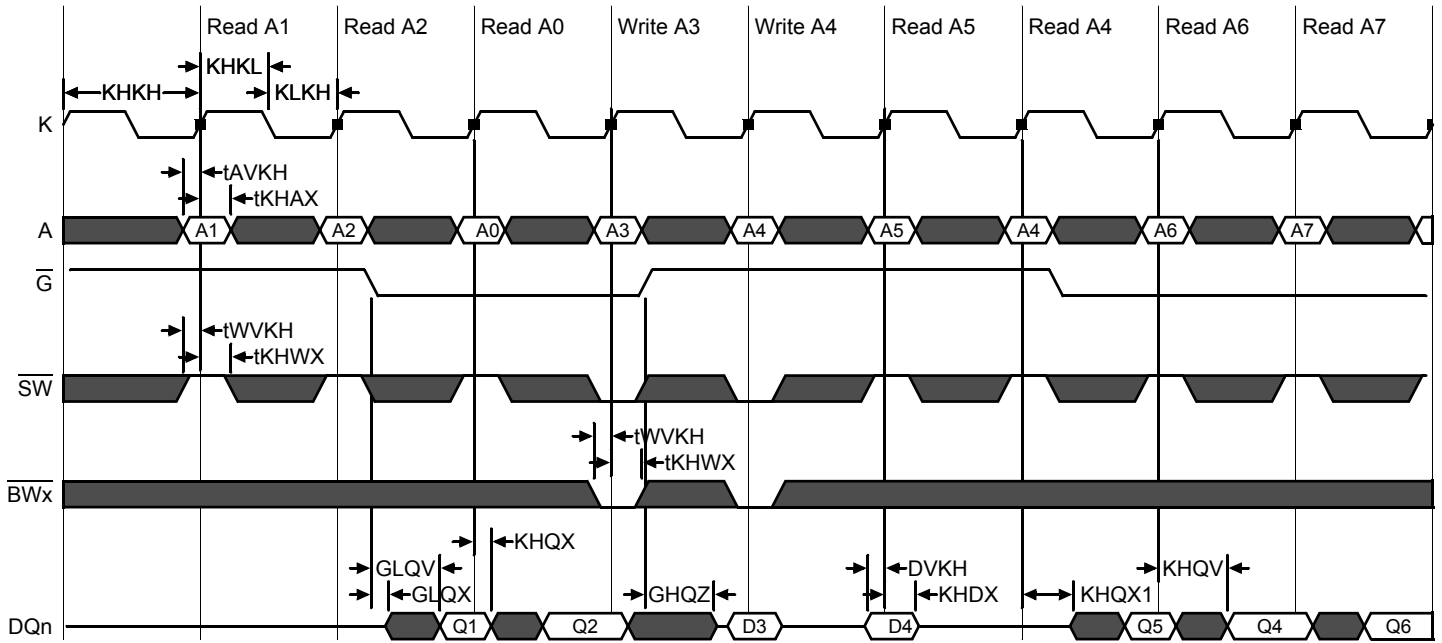 Read A1 Read A2 Read A0 Write A3 Write A4 Read A5 Read A4 Read A6 Read A7
KHKL
KHKH KLKH
K
tAVKH
tKHAX
A A1 A2 A0 A3 A4 A5 A4 A6 A7
G
tWVKH
tKHWX
SW
tWVKH
tKHWX
BWx
KHQX
GLQV DVKH KHQV
GLQX GHQZ KHDX KHQX1
DQn Q1 Q2 D3 D4 Q5 Q4 Q6